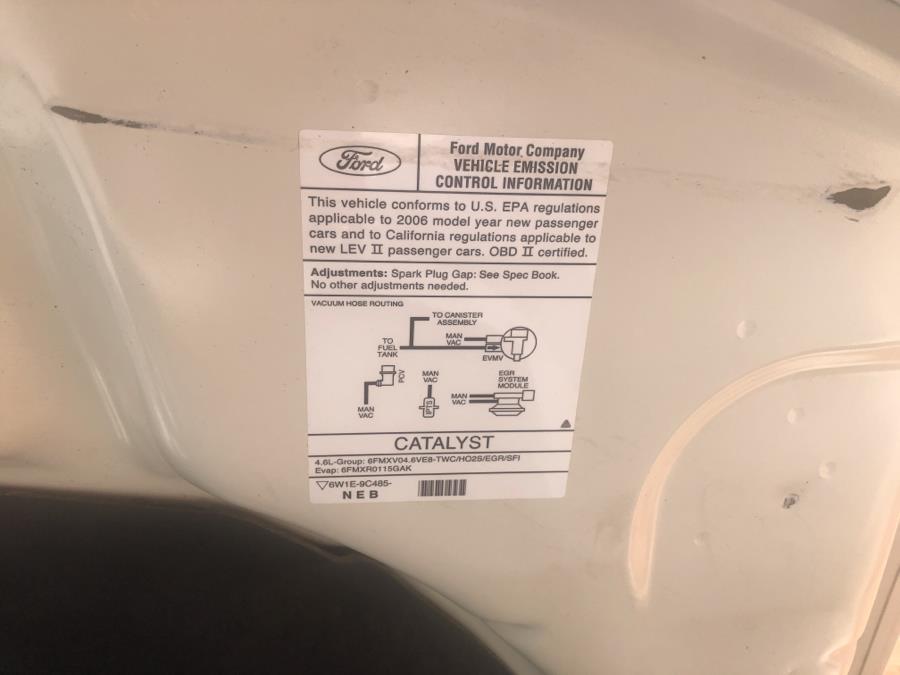 Ford
Ford Motor Company
VEHICLE EMISSION
CONTROL INFORMATION
This vehicle conforms to U.S. EPA regulations
applicable to 2006 model year new passenger
cars and to California regulations applicable to
new LEV II passenger cars. OBD II certified.
Adjustments: Spark Plug Gap: See Spec Book.
No other adjustments needed.
VACUUM HOSE ROUTING
TO CANISTER
ASSEMBLY
TO
FUEL
TANK
MAN
VAC
EVMV
PCV
MAN
VAC
MAN
VAC
IPTS
EGR
SYSTEM
MODULE
MAN
VAC
CATALYST
4.6L-Group: 6FMXV04.6VE8-TWC/HO2S/EGR/SFI
Evap: 6FMXR0115GAK
6W1E-9C485-
NEB